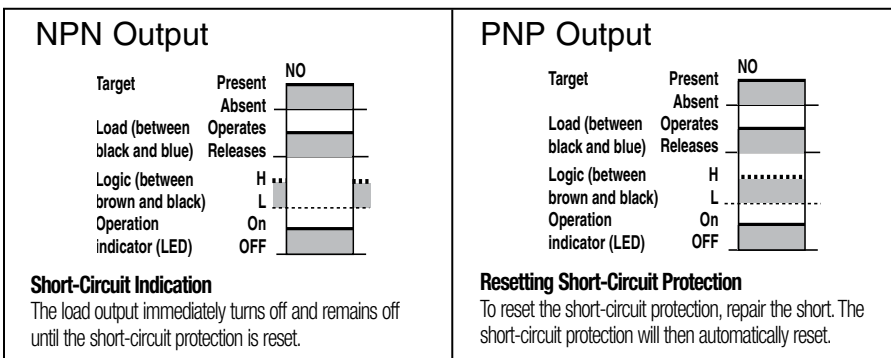 NPN Output
NO
Target Present
Absent
Load (between Operates
black and blue) Releases
Logic (between H
brown and black) L
Operation On
indicator (LED) OFF
Short-Circuit Indication
The load output immediately turns off and remains off
until the short-circuit protection is reset.
PNP Output
NO
Target Present
Absent
Load (between Operates
black and blue) Releases
Logic (between H
brown and black) L
Operation On
indicator (LED) OFF
Resetting Short-Circuit Protection
To reset the short-circuit protection, repair the short. The
short-circuit protection will then automatically reset.